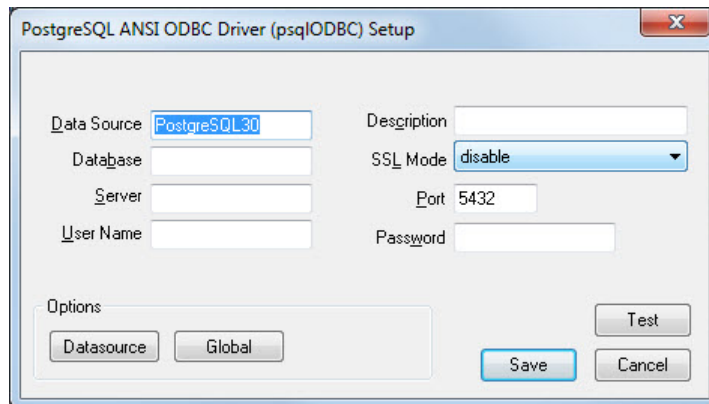 PostgreSQL ANSI ODBC Driver (psqlODBC) Setup
x
Data Source PostgreSQL30 Description
Database SSL Mode disable
Server Port 5432
User Name Password
Options
Datasource Global
Test
Save Cancel